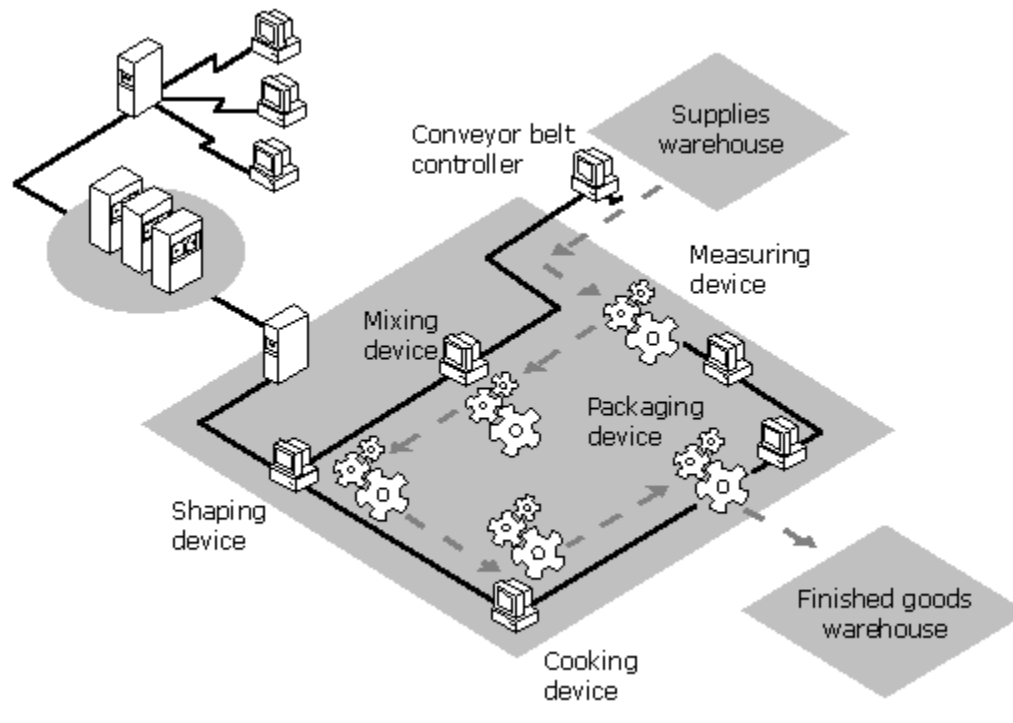 Supplies
warehouse
Conveyor belt
controller
Measuring
device
Mixing
device
Packaging
device
Shaping
device
Finished goods
warehouse
Cooking
device